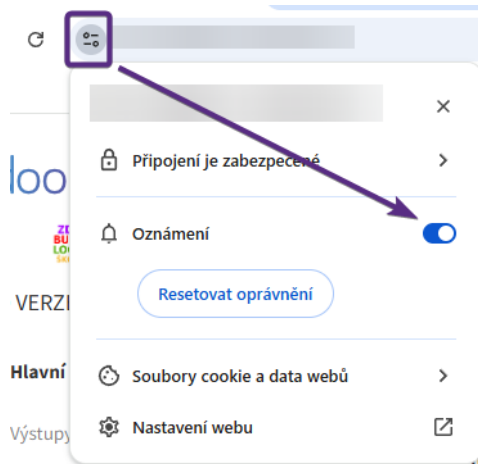 Připojení je zabezpečené
loo
Oznámení
Resetovat oprávnění
VERZI
Hlavní
Soubory cookie a data webů
Výstupy
Nastavení webu